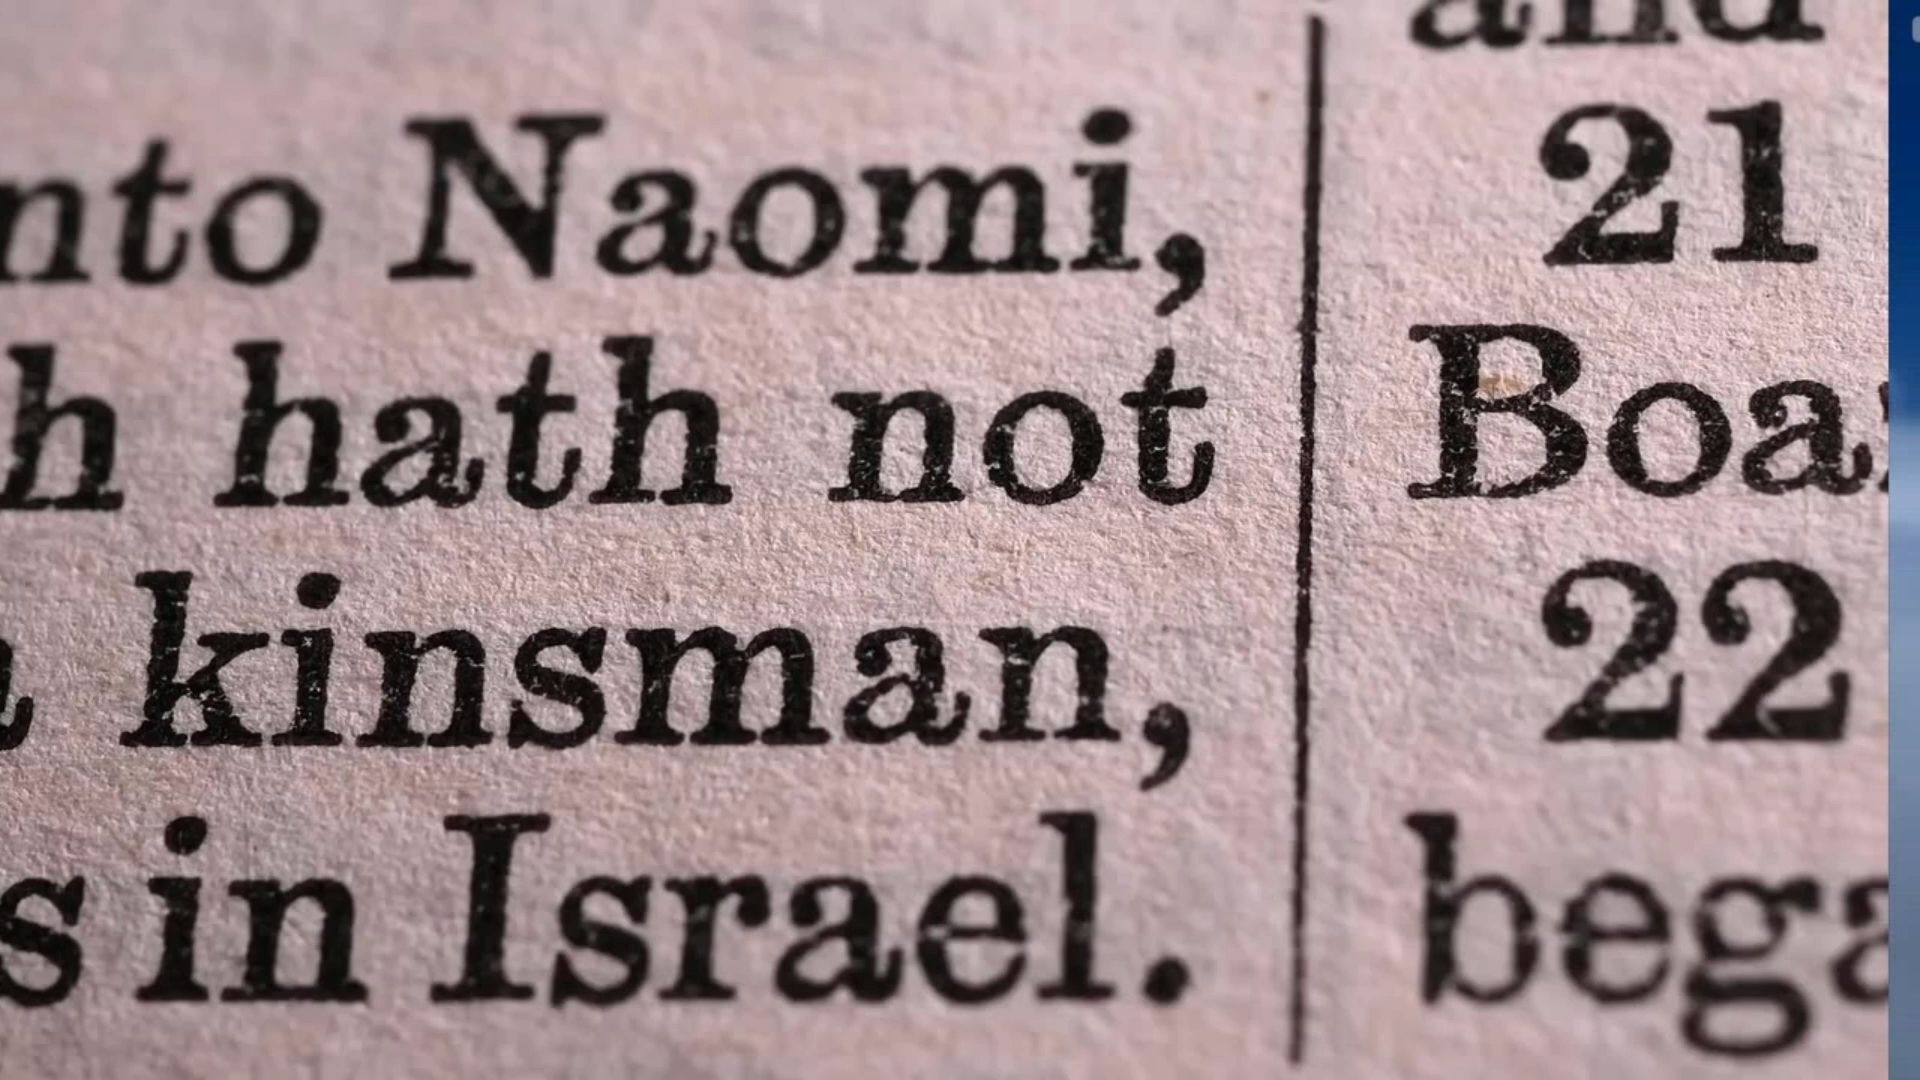 nto Naomi,
h hath not
kinsman,
s in Israel.
and
21
Boa
22
bega